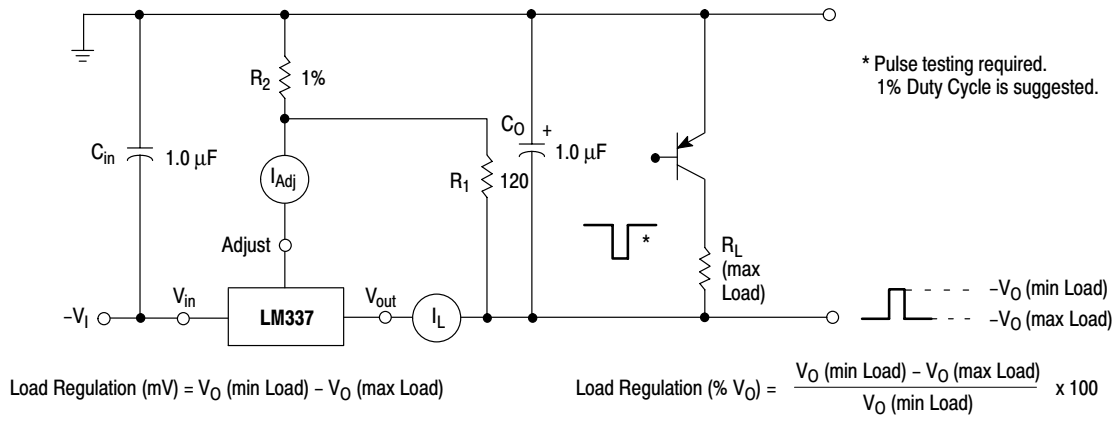 R2 1%
* Pulse testing required.
1% Duty Cycle is suggested.
Cin 1.0 μF
IAdj
R1 120
CO + 1.0 μF
Adjust
*
RL
(max
Load)
–VI
Vin
LM337
Vout
IL
–VO (min Load)
–VO (max Load)
Load Regulation (mV) = VO (min Load) – VO (max Load)
Load Regulation (% VO) = VO (min Load) – VO (max Load)
VO (min Load)
x 100